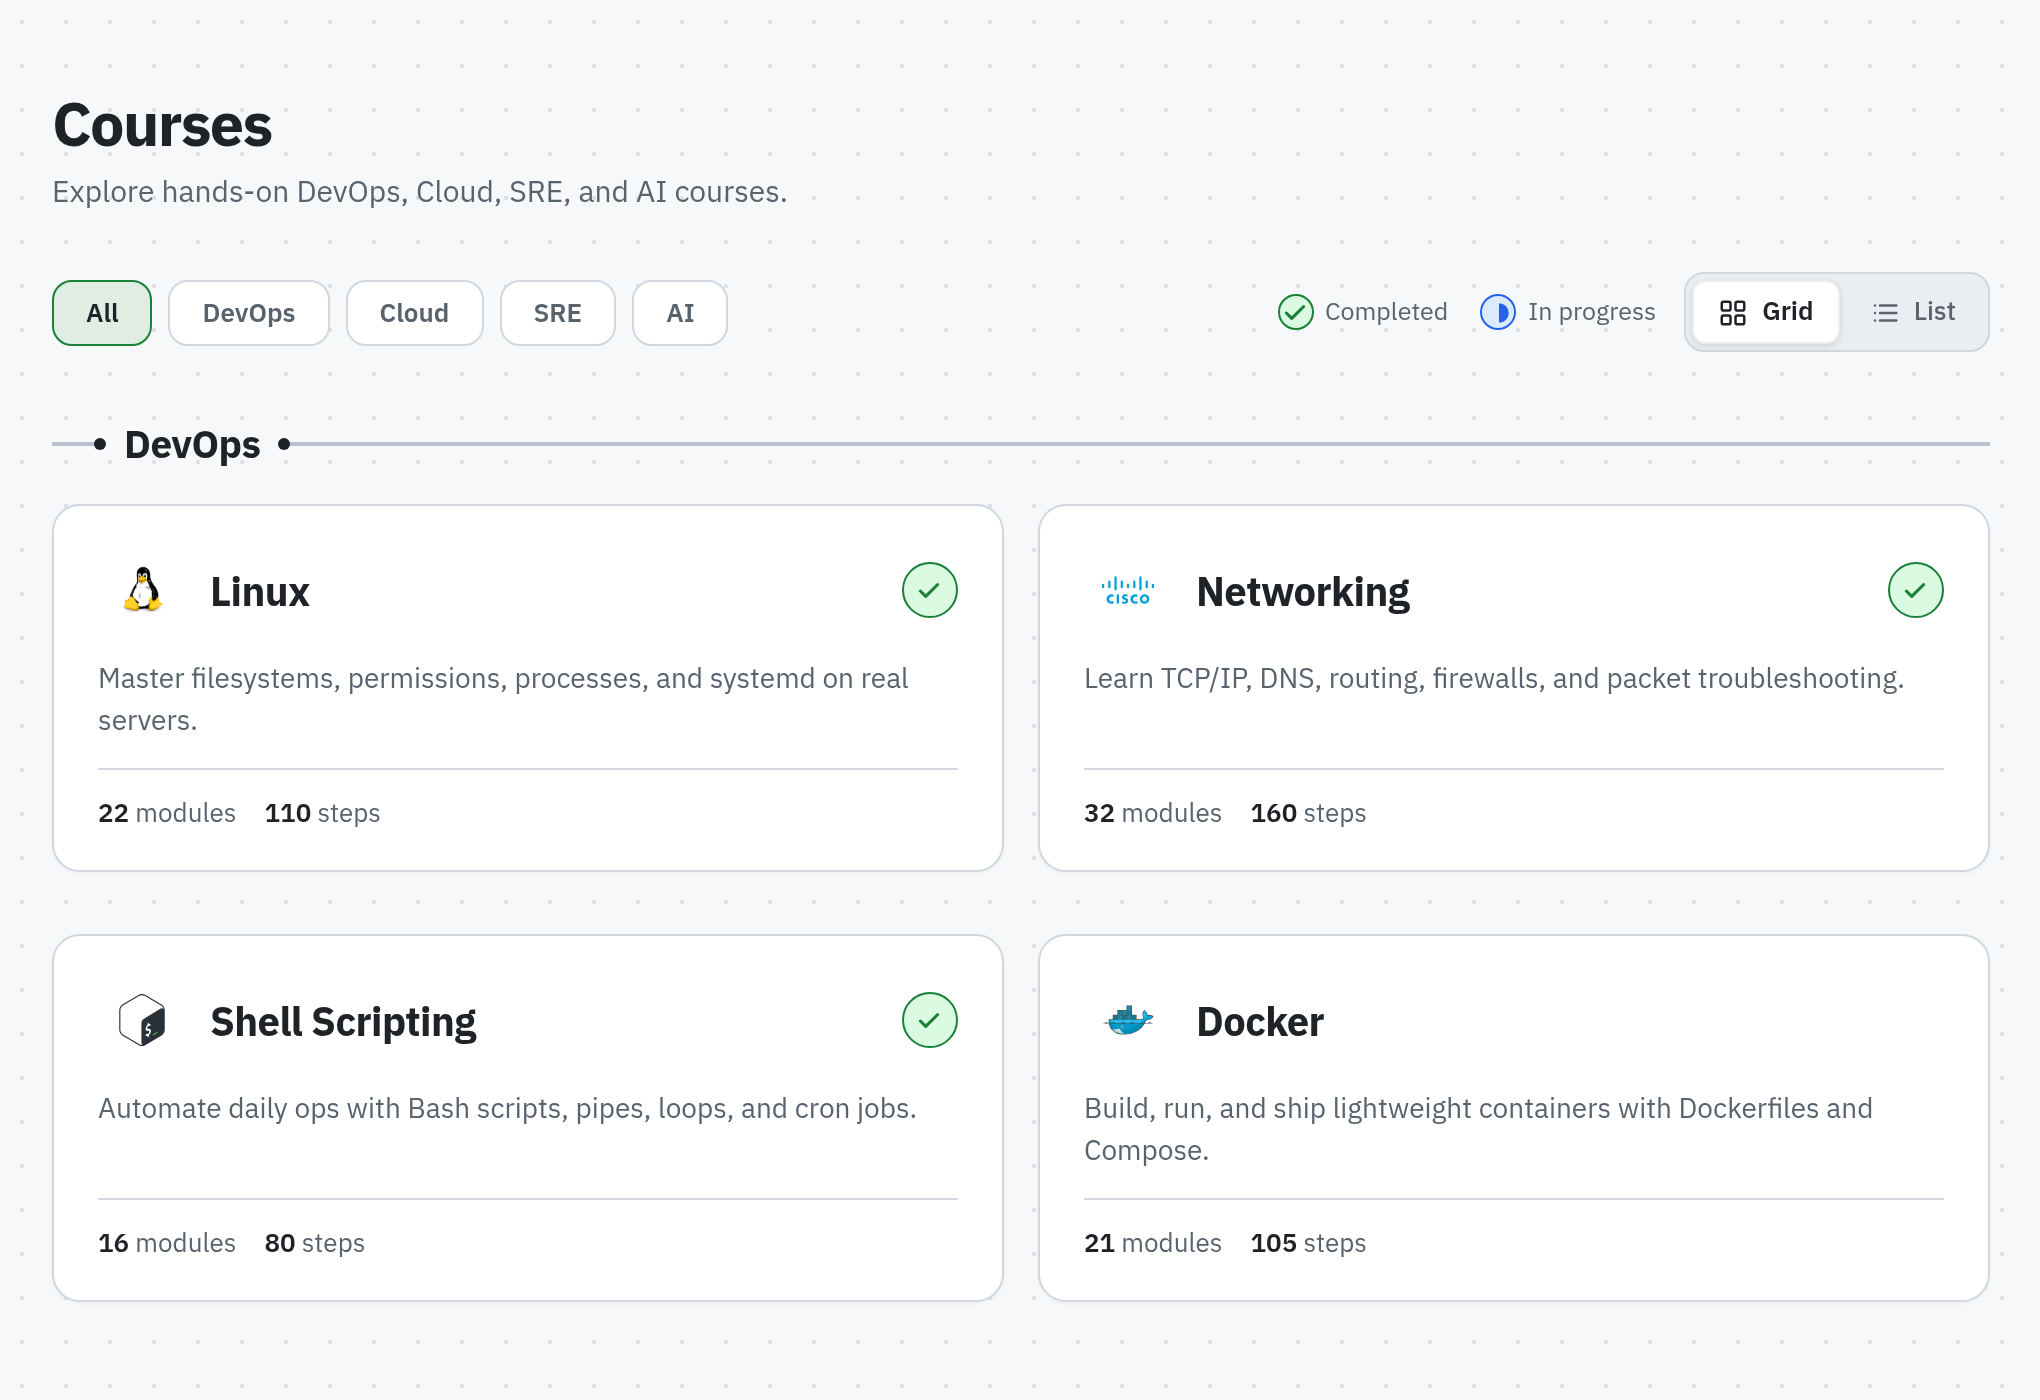 Courses
Explore hands-on DevOps, Cloud, SRE, and AI courses.
All DevOps Cloud SRE AI Completed In progress Grid List
DevOps
Linux
Master filesystems, permissions, processes, and systemd on real
servers.
22 modules 110 steps
CISCO Networking
Learn TCP/IP, DNS, routing, firewalls, and packet troubleshooting.
32 modules 160 steps
$ Shell Scripting
Automate daily ops with Bash scripts, pipes, loops, and cron jobs.
16 modules 80 steps
Docker
Build, run, and ship lightweight containers with Dockerfiles and
Compose.
21 modules 105 steps